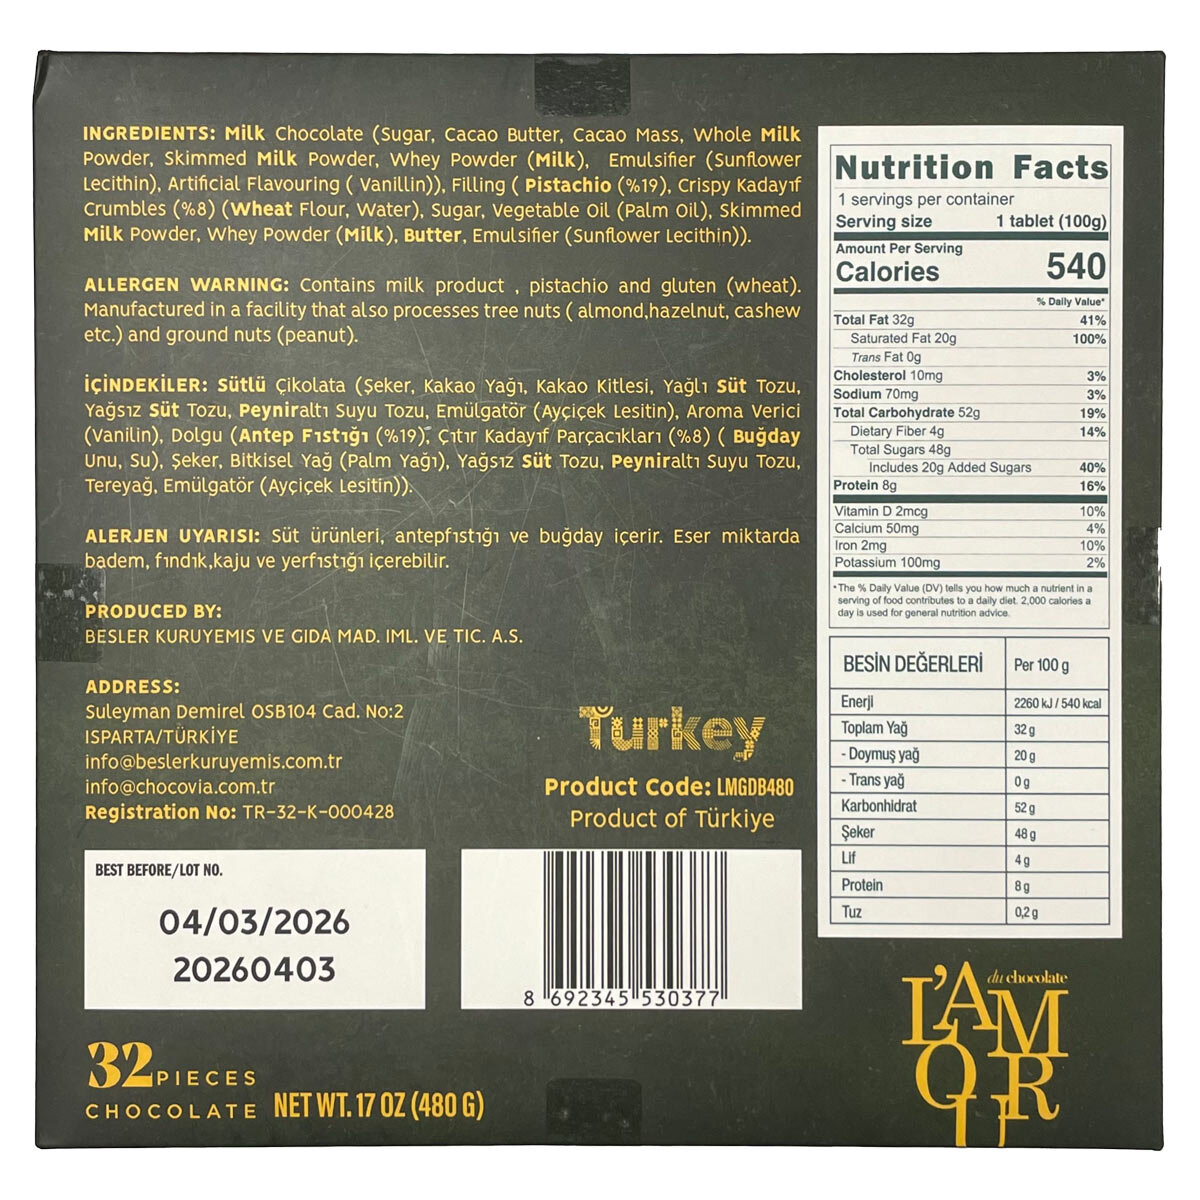 INGREDIENTS: Milk Chocolate (Sugar, Cacao Butter, Cacao Mass, Whole Milk
Powder, Skimmed Milk Powder, Whey Powder (Milk), Emulsifier (Sunflower
Lecithin), Artificial Flavouring ( Vanillin)), Filling ( Pistachio (%19), Crispy Kadayıf
Crumbles (%8) (Wheat Flour, Water), Sugar, Vegetable Oil (Palm Oil), Skimmed
Milk Powder, Whey Powder (Milk), Butter, Emulsifier (Sunflower Lecithin)).
ALLERGEN WARNING: Contains milk product , pistachio and gluten (wheat).
Manufactured in a facility that also processes tree nuts ( almond,hazelnut, cashew
etc.) and ground nuts (peanut).
İÇİNDEKİLER: Sütlü Çikolata (Şeker, Kakao Yağı, Kakao Kitlesi, Yağlı Süt Tozu,
Yağsız Süt Tozu, Peyniraltı Suyu Tozu, Emülgatör (Ayçiçek Lesitin), Aroma Verici
(Vanilin), Dolgu (Antep Fıstığı (%19), Çıtır Kadayıf Parçacıkları (%8) ( Buğday
Unu, Su), Şeker, Bitkisel Yağ (Palm Yağı), Yağsız Süt Tozu, Peyniraltı Suyu Tozu,
Tereyağ, Emülgatör (Ayçiçek Lesitin)).
ALERJEN UYARISI: Süt ürünleri, antepfıstığı ve buğday içerir. Eser miktarda
badem, fındık,kaju ve yerfıstığı içerebilir.
PRODUCED BY:
BESLER KURUYEMIS VE GIDA MAD. IML. VE TIC. A.S.
ADDRESS:
Suleyman Demirel OSB104 Cad. No:2
ISPARTA/TÜRKİYE
info@beslerkuruyemis.com.tr
info@chocovia.com.tr
Registration No: TR-32-K-000428
Turkey
Product Code: LMGDB480
Product of Türkiye
BEST BEFORE/LOT NO.
04/03/2026
20260403
8 692345 530377
32 PIECES
CHOCOLATE NET WT. 17 OZ (480 G)
Nutrition Facts
1 servings per container
Serving size 1 tablet (100g)
Amount Per Serving
Calories 540
% Daily Value*
Total Fat 32g 41%
Saturated Fat 20g 100%
Trans Fat 0g
Cholesterol 10mg 3%
Sodium 70mg 3%
Total Carbohydrate 52g 19%
Dietary Fiber 4g 14%
Total Sugars 48g
Includes 20g Added Sugars 40%
Protein 8g 16%
Vitamin D 2mcg 10%
Calcium 50mg 4%
Iron 2mg 10%
Potassium 100mg 2%
*The % Daily Value (DV) tells you how much a nutrient in a
serving of food contributes to a daily diet. 2,000 calories a
day is used for general nutrition advice.
BESİN DEĞERLERİ Per 100 g
Enerji 2260 kJ / 540 kcal
Toplam Yağ 32 g
- Doymuş yağ 20 g
- Trans yağ 0 g
Karbonhidrat 52 g
Şeker 48 g
Lif 4 g
Protein 8 g
Tuz 0,2 g
L'AMOUR du chocolate